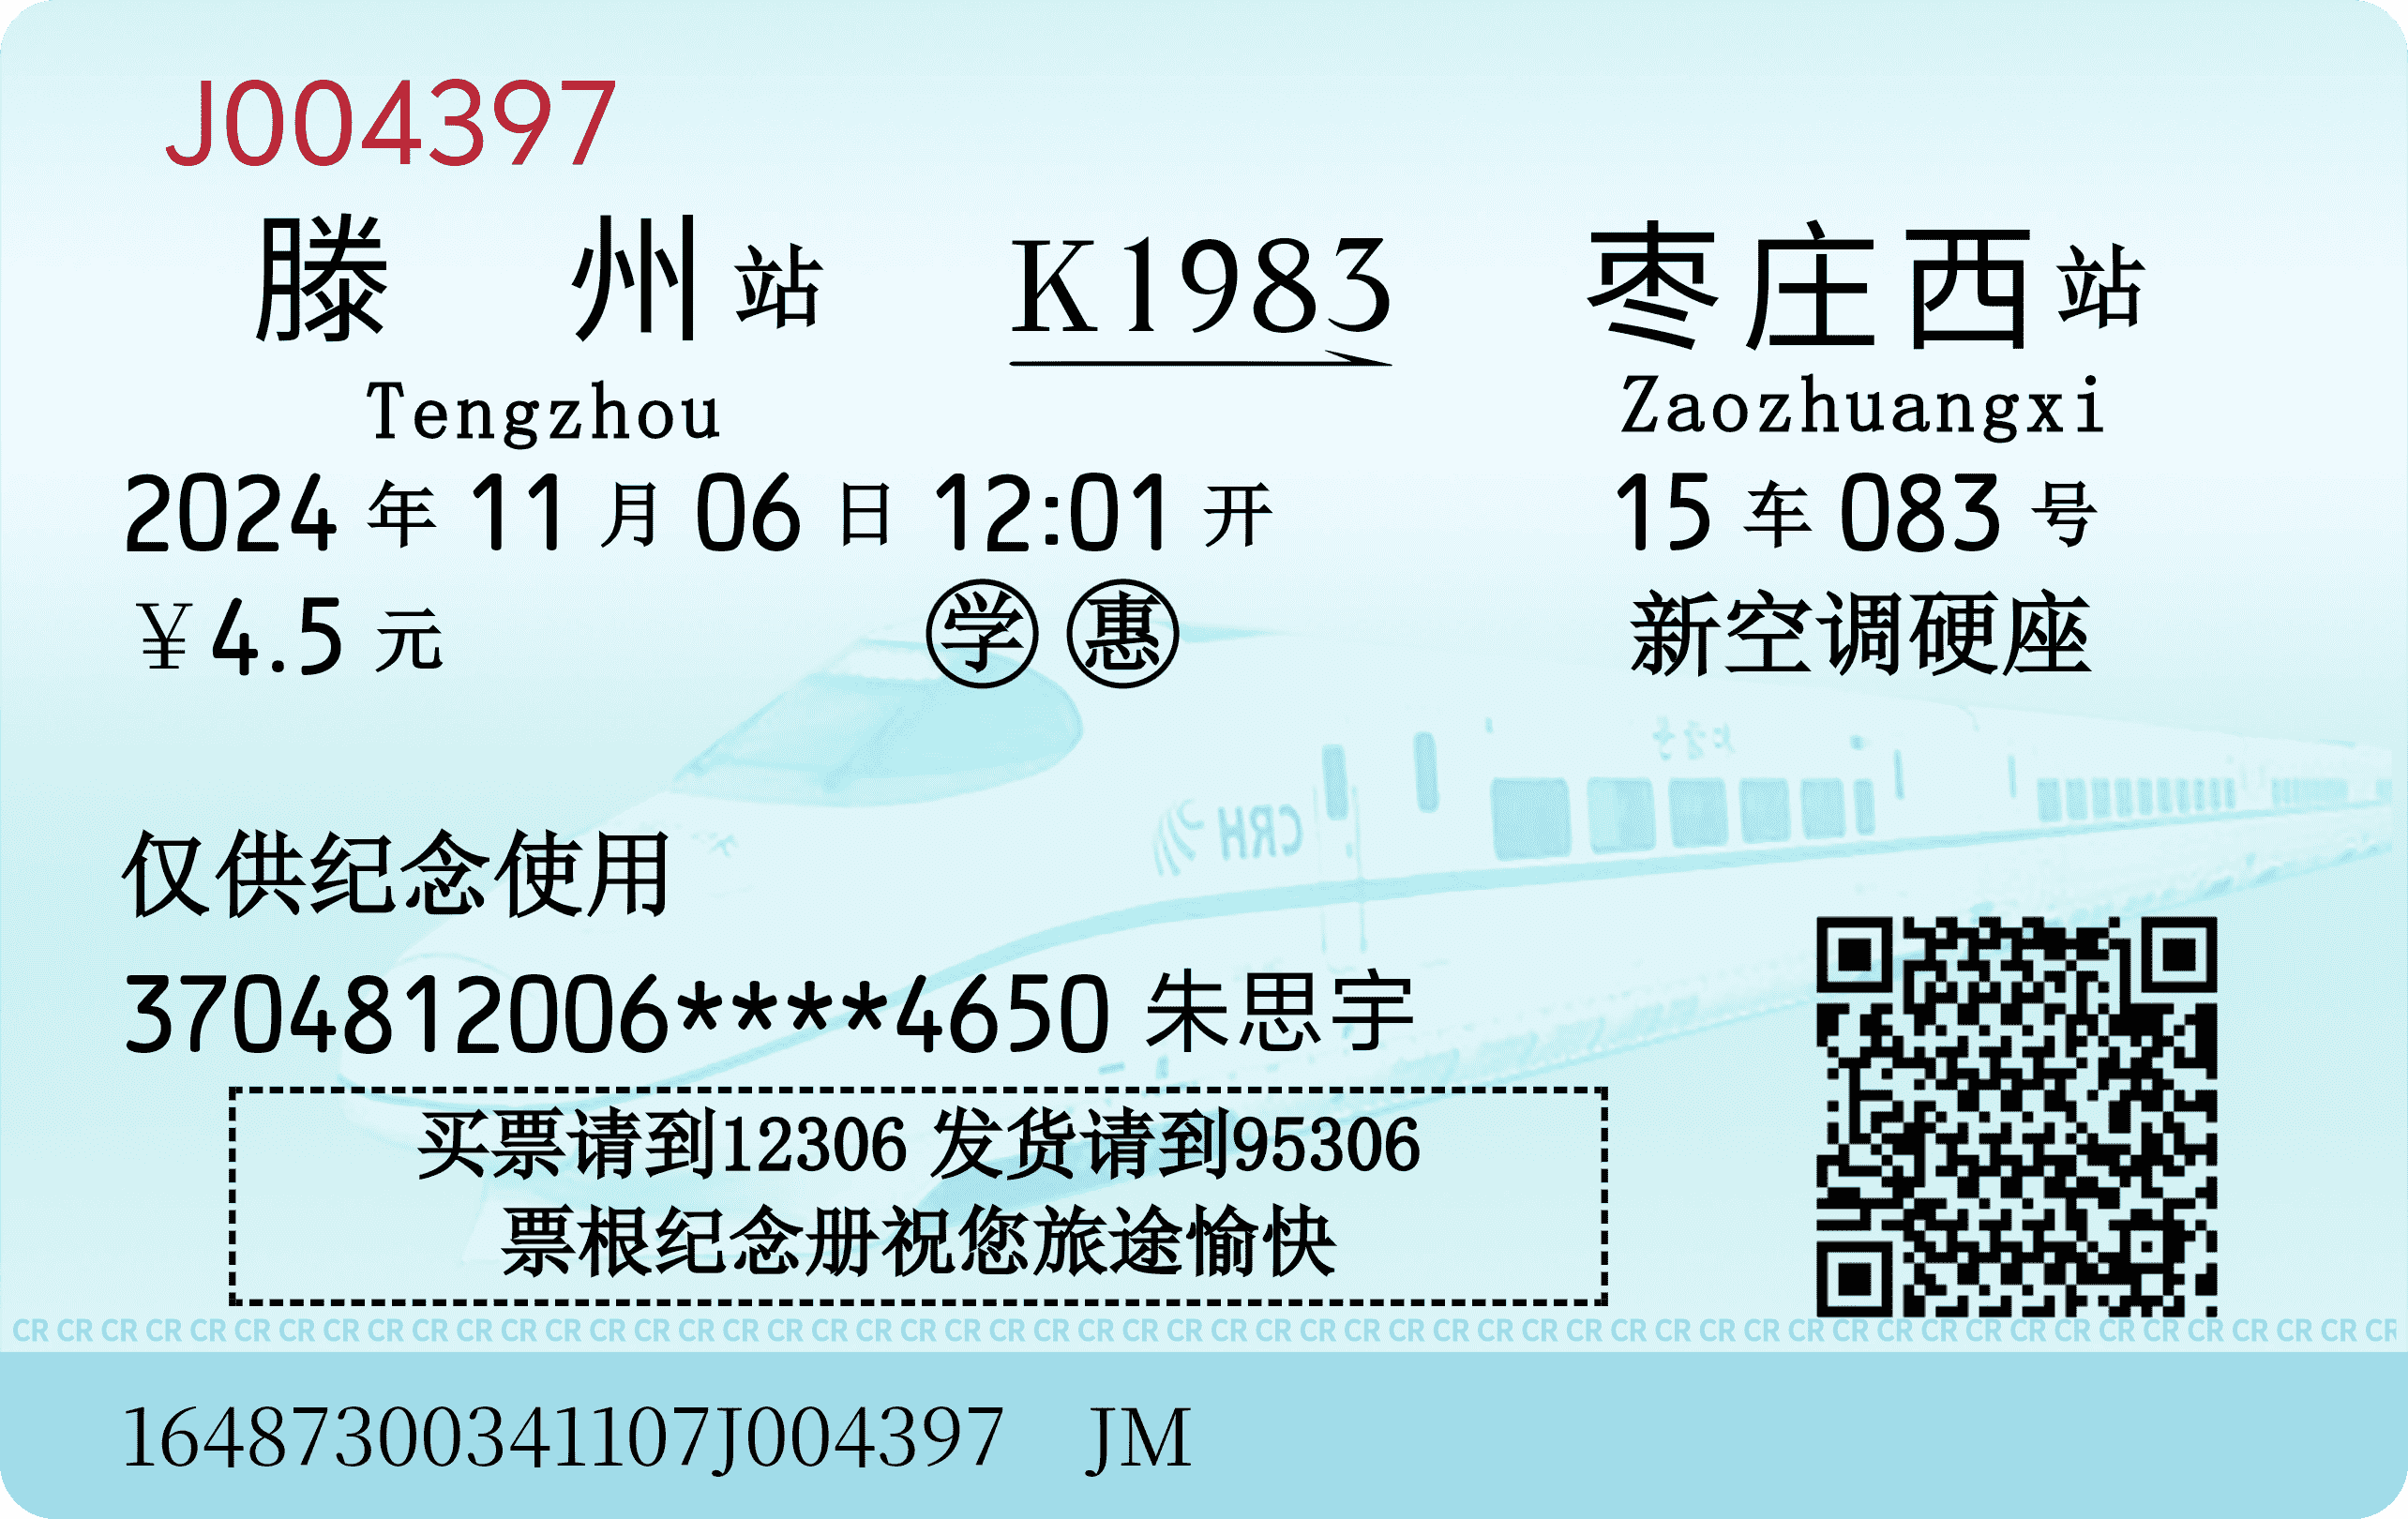 J004397
滕州站 K1983 枣庄西站
Tengzhou Zaozhuangxi
2024年11月06日12:01开 15车083号
￥4.5元 学 惠 新空调硬座
CRH
仅供纪念使用
3704812006****4650 朱思宇
买票请到12306 发货请到95306
票根纪念册祝您旅途愉快
CR CR CR CR CR CR CR CR CR CR CR CR CR CR CR CR CR CR CR CR CR CR CR CR CR CR CR CR CR CR CR CR CR CR CR CR CR CR CR CR CR CR CR CR CR CR CR CR CR CR CR CR CR CR
16487300341107J004397 JM